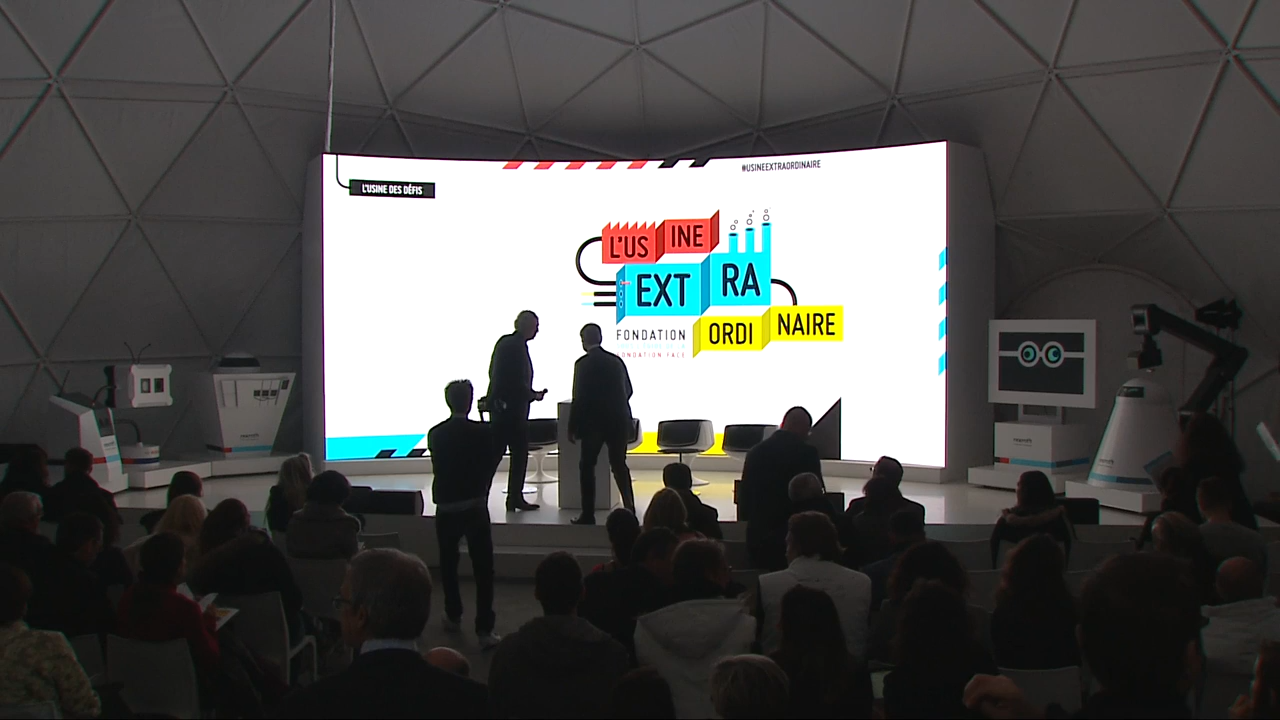 #USINEEXTRAORDINAIRE
L'USINE DES DÉFIS
L'US INE
EXT RA
ORDI NAIRE
FONDATION
FONDATION FACE